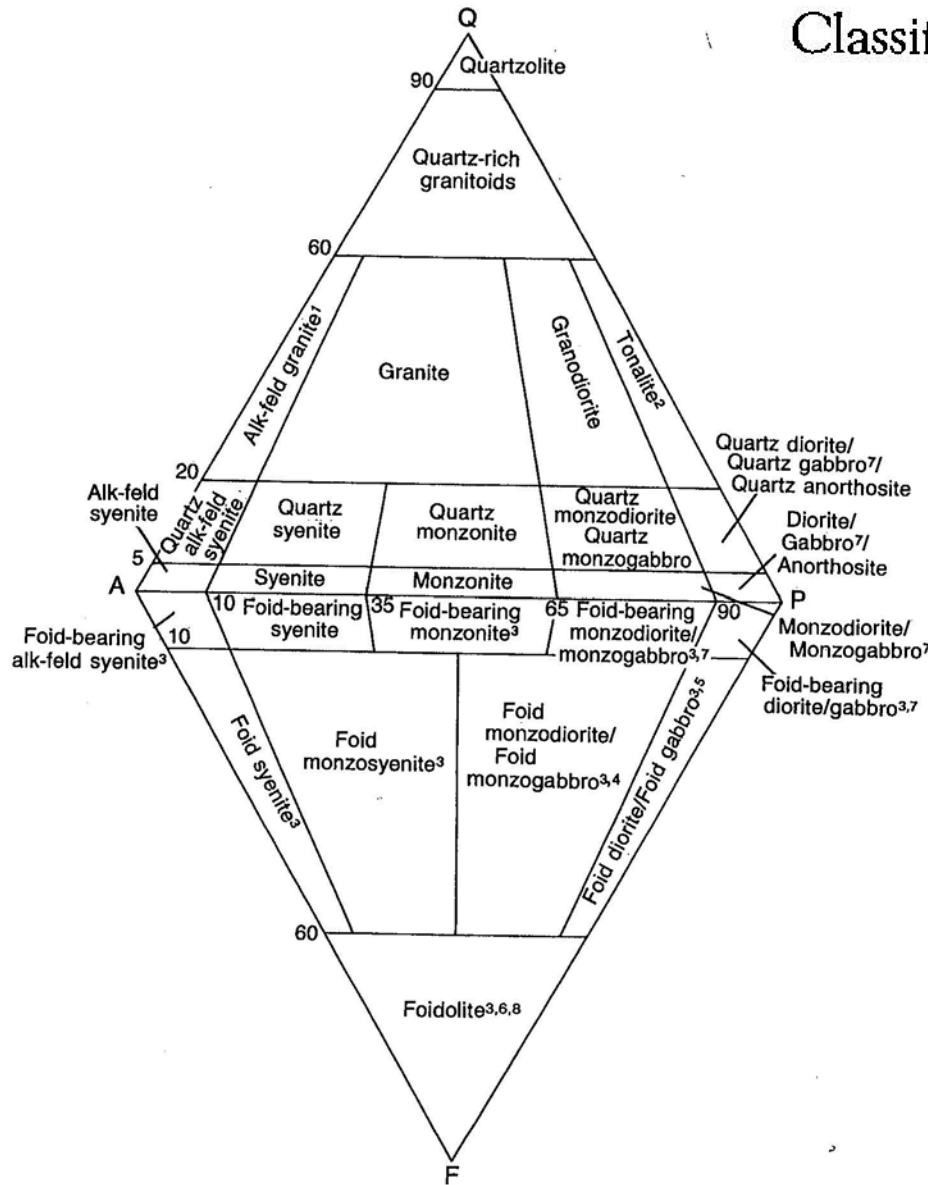 Classif
Q
Quartzolite
90
Quartz-rich
granitoids
60
Alk-feld granite¹
Granite
Granodiorite
Tonalite²
20
Quartz diorite/
Quartz gabbro⁷/
Quartz anorthosite
Alk-feld
syenite
Quartz
alk-feld
syenite
Quartz
syenite
Quartz
monzonite
Quartz
monzodiorite
Quartz
monzogabbro
Diorite/
Gabbro⁷/
Anorthosite
5
Syenite
Monzonite
A
10
35
65
90
P
Foid-bearing
syenite
Foid-bearing
monzonite³
Foid-bearing
monzodiorite/
monzogabbro³,⁷
Monzodiorite/
Monzogabbro⁷
10
Foid-bearing
alk-feld syenite³
Foid-bearing
diorite/gabbro³,⁷
Foid syenite³
Foid
monzosyenite³
Foid
monzodiorite/
Foid
monzogabbro³,⁴
Foid diorite/Foid gabbro³,⁵
60
Foidolite³,⁶,⁸
F